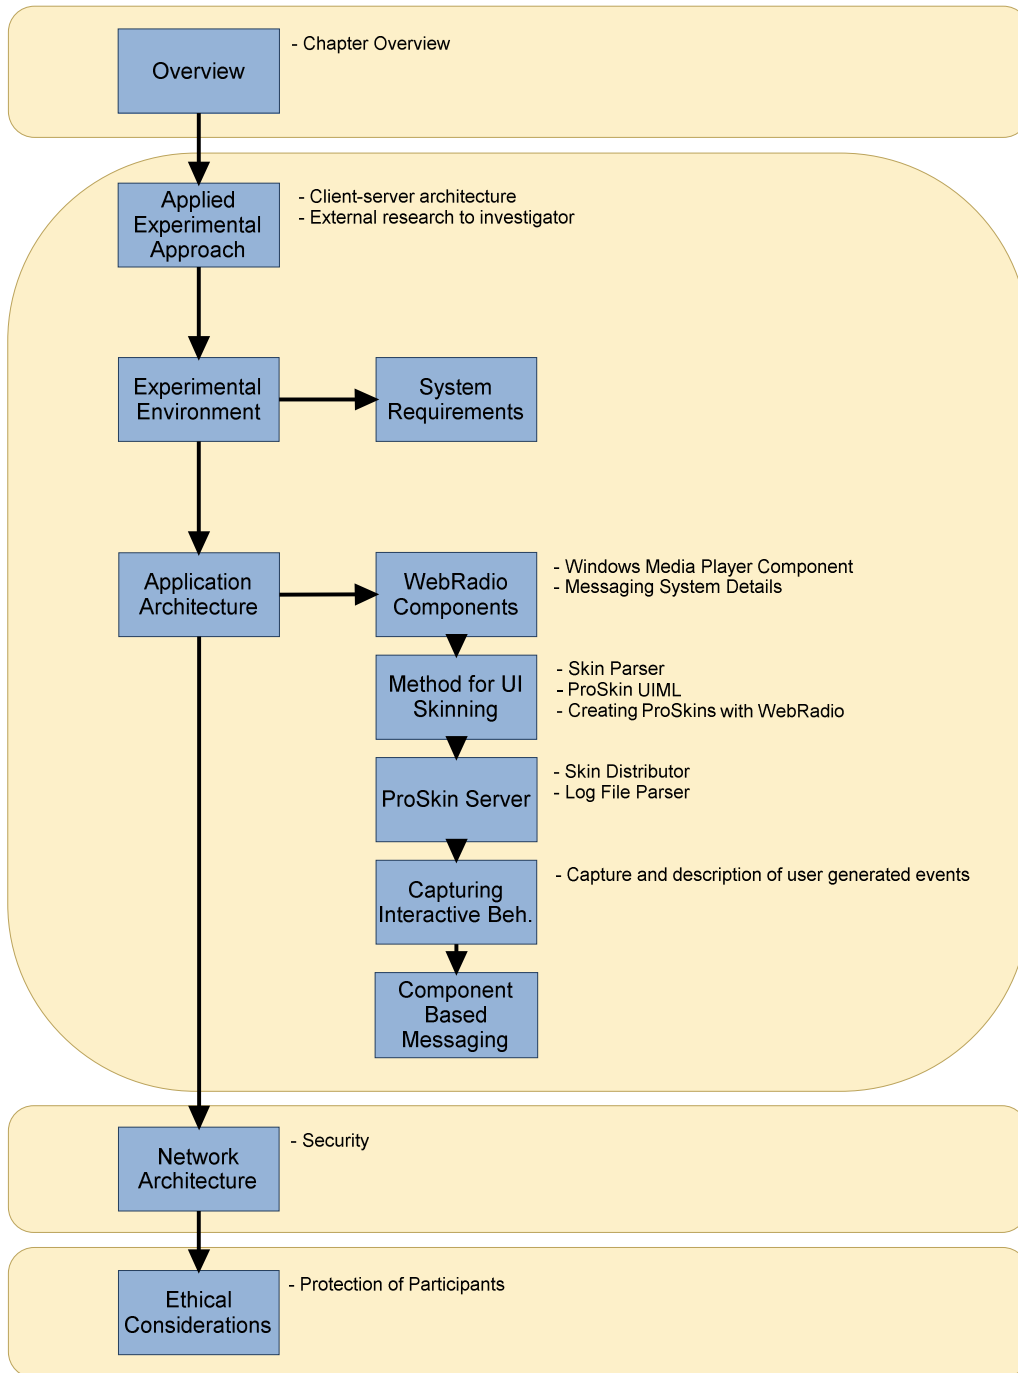 Overview
- Chapter Overview
Applied
Experimental
Approach
- Client-server architecture
- External research to investigator
Experimental
Environment
System
Requirements
Application
Architecture
WebRadio
Components
- Windows Media Player Component
- Messaging System Details
Method for UI
Skinning
- Skin Parser
- ProSkin UIML
- Creating ProSkins with WebRadio
ProSkin Server
- Skin Distributor
- Log File Parser
Capturing
Interactive Beh.
- Capture and description of user generated events
Component
Based
Messaging
Network
Architecture
- Security
Ethical
Considerations
- Protection of Participants